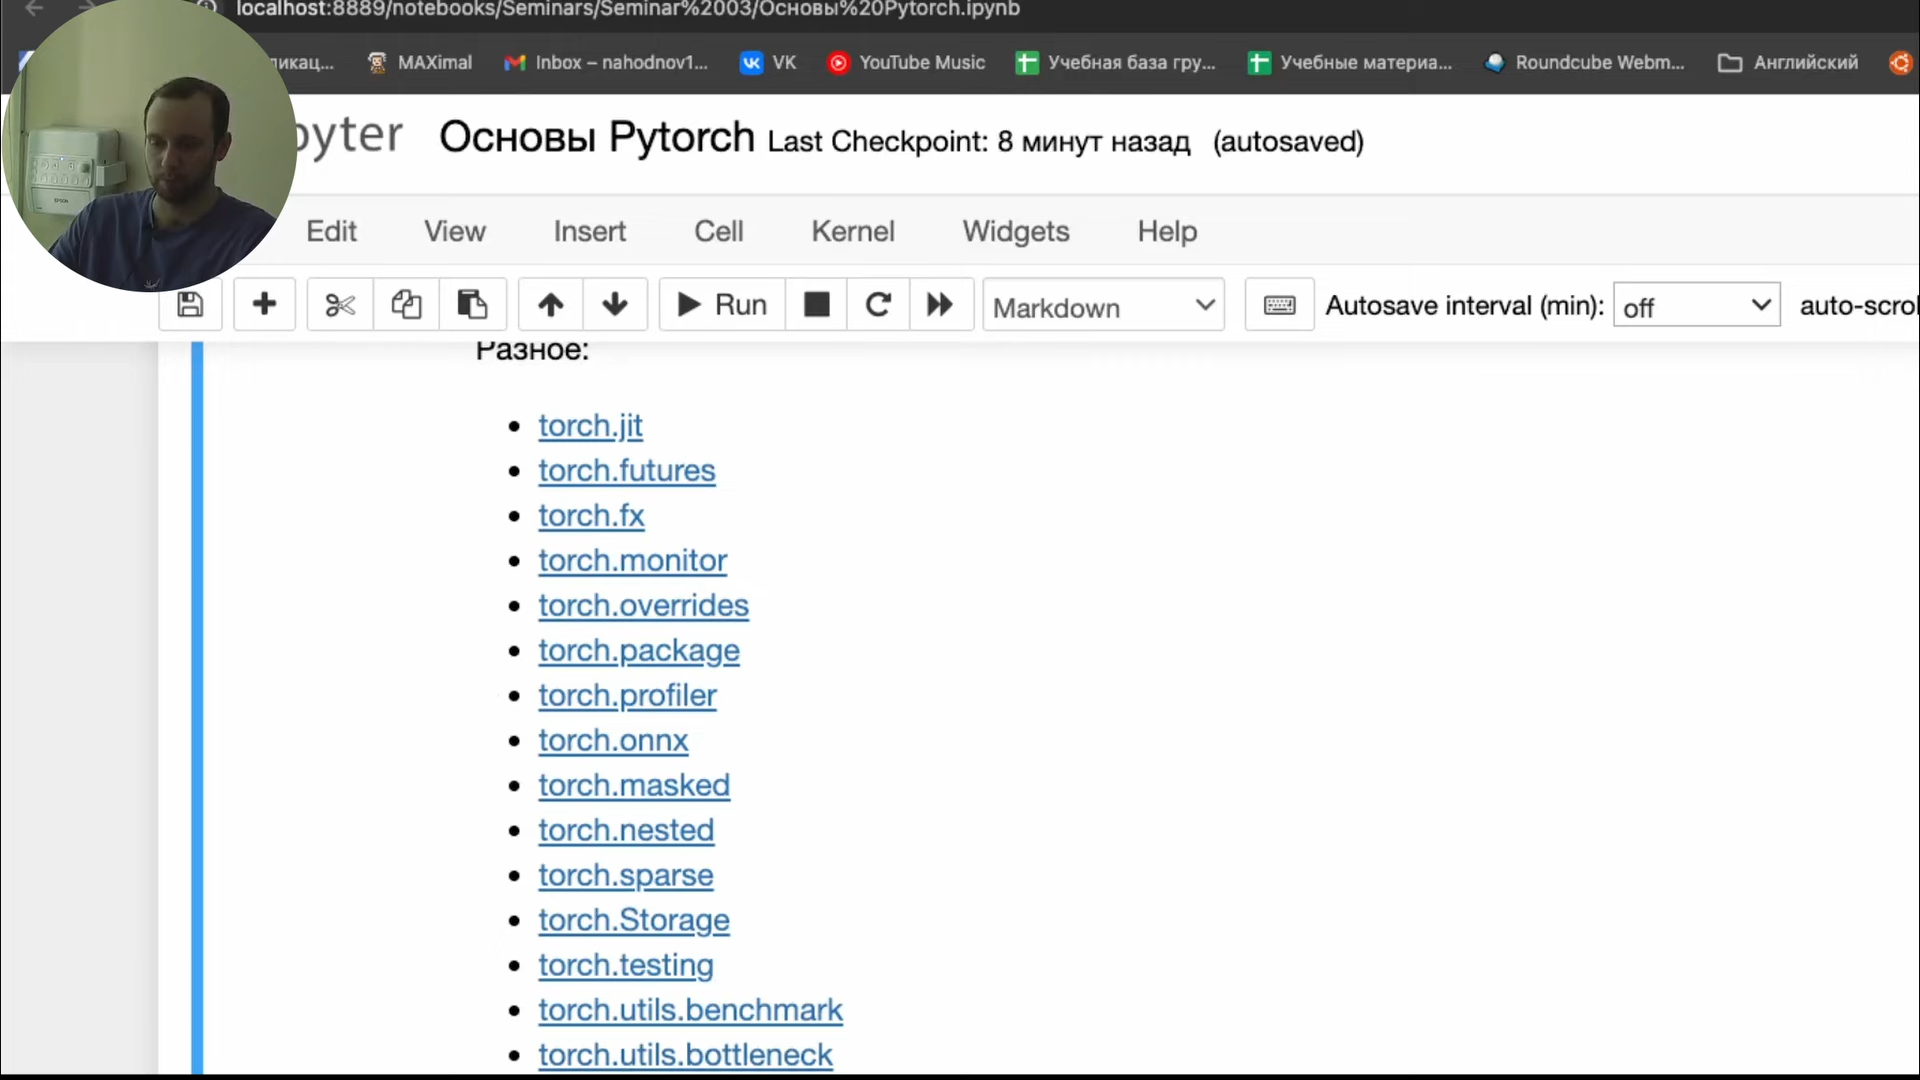 localhost:8889/notebooks/Seminars/Seminar%2003/Основы%20Pytorch.ipynb
ликац... MAXimal Inbox – nahodnov1... VK YouTube Music Учебная база гру... Учебные материа... Roundcube Webm... Английский
pyter Основы Pytorch Last Checkpoint: 8 минут назад (autosaved)
Edit View Insert Cell Kernel Widgets Help
Run Markdown Autosave interval (min): off auto-scrol
Разное:
torch.jit
torch.futures
torch.fx
torch.monitor
torch.overrides
torch.package
torch.profiler
torch.onnx
torch.masked
torch.nested
torch.sparse
torch.Storage
torch.testing
torch.utils.benchmark
torch.utils.bottleneck
EPSON